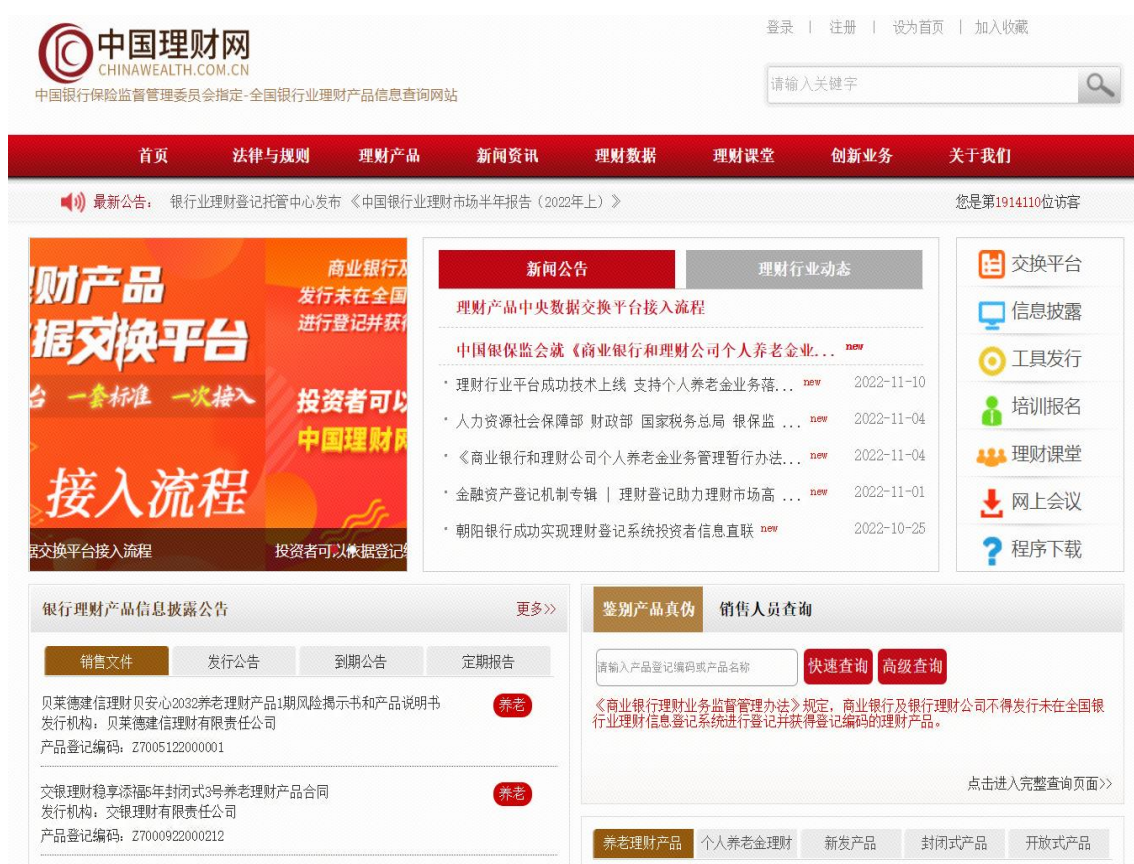 登录 | 注册 | 设为首页 | 加入收藏
中国理财网
CHINAWEALTH.COM.CN
中国银行保险监督管理委员会指定-全国银行业理财产品信息查询网站
请输入关键字
首页 法律与规则 理财产品 新闻资讯 理财数据 理财课堂 创新业务 关于我们
最新公告： 银行业理财登记托管中心发布《中国银行业理财市场半年报告（2022年上）》
您是第1914110位访客
财产品
据交换平台
台 一套标准 一次接入
接入流程
据交换平台接入流程
商业银行及
发行未在全国
进行登记并获得
投资者可以
中国理财网
投资者可以依据登记编
新闻公告 理财行业动态
理财产品中央数据交换平台接入流程
中国银保监会就《商业银行和理财公司个人养老金业... new
· 理财行业平台成功技术上线 支持个人养老金业务落... new 2022-11-10
· 人力资源社会保障部 财政部 国家税务总局 银保监 ... new 2022-11-04
· 《商业银行和理财公司个人养老金业务管理暂行办法... new 2022-11-04
· 金融资产登记机制专辑 | 理财登记助力理财市场高 ... new 2022-11-01
· 朝阳银行成功实现理财登记系统投资者信息直联 new 2022-10-25
交换平台
信息披露
工具发行
培训报名
理财课堂
网上会议
程序下载
银行理财产品信息披露公告 更多>>
销售文件 发行公告 到期公告 定期报告
贝莱德建信理财贝安心2032养老理财产品1期风险揭示书和产品说明书 养老
发行机构：贝莱德建信理财有限责任公司
产品登记编码：Z7005122000001
交银理财稳享添福5年封闭式3号养老理财产品合同 养老
发行机构：交银理财有限责任公司
产品登记编码：Z7000922000212
鉴别产品真伪 销售人员查询
请输入产品登记编码或产品名称 快速查询 高级查询
《商业银行理财业务监督管理办法》规定，商业银行及银行理财公司不得发行未在全国银
行业理财信息登记系统进行登记并获得登记编码的理财产品。
点击进入完整查询页面>>
养老理财产品 个人养老金理财 新发产品 封闭式产品 开放式产品